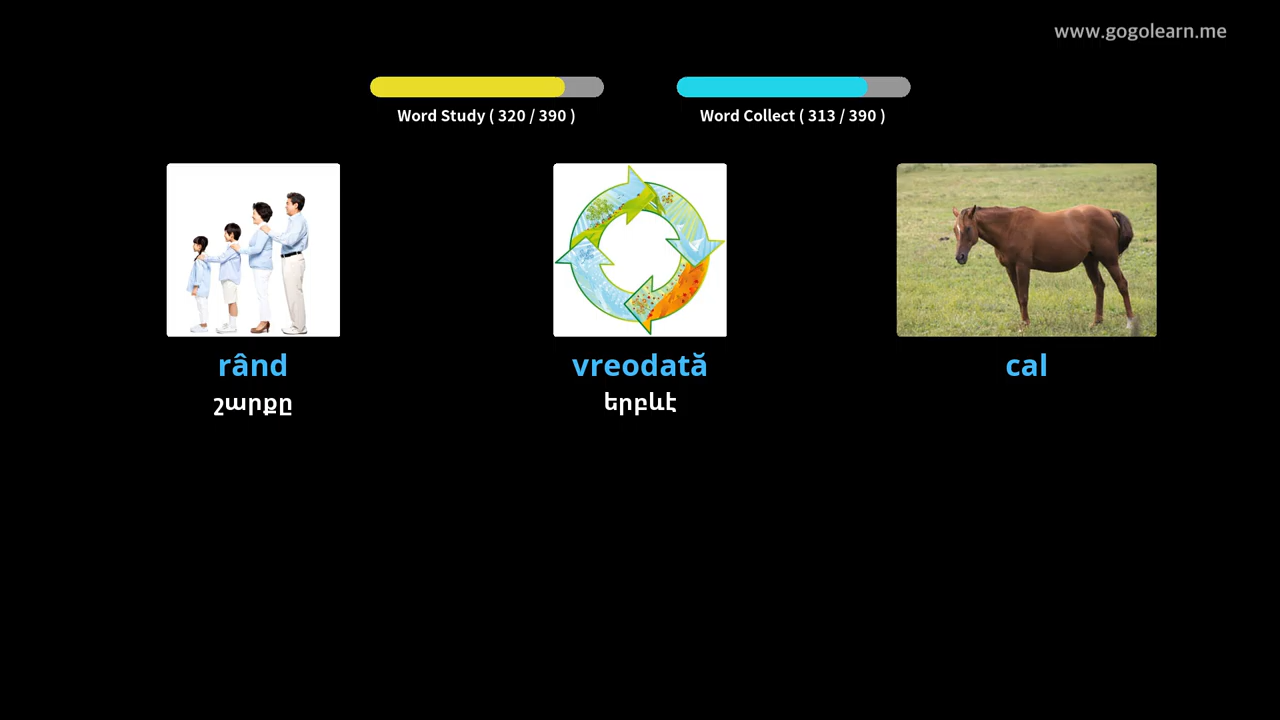 www.gogolearn.me
Word Study ( 320 / 390 )
Word Collect ( 313 / 390 )
rând
vreodată
cal
շարքը
երբևէ